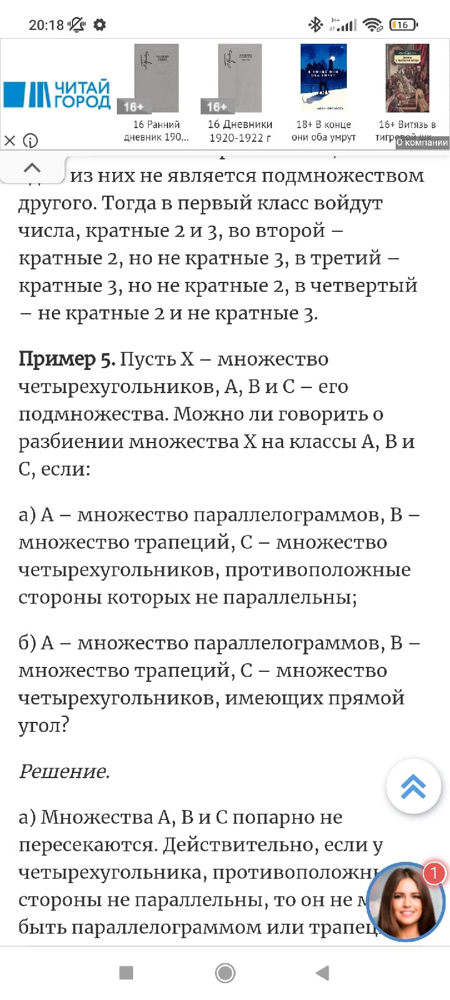 20:18
H+
16
ЧИТАЙ
ГОРОД
16+
16+
В КОНЦЕ ОНИ
ОБА УМРУТ
АДАМ СИЛЬВЕРА
16 Ранний
дневник 190...
16 Дневники
1920-1922 г
18+ В конце
они оба умрут
16+ Витязь в
тигровой шк...
О компании
из них не является подмножеством
другого. Тогда в первый класс войдут
числа, кратные 2 и 3, во второй –
кратные 2, но не кратные 3, в третий –
кратные 3, но не кратные 2, в четвертый
– не кратные 2 и не кратные 3.
Пример 5. Пусть X – множество
четырехугольников, A, B и C – его
подмножества. Можно ли говорить о
разбиении множества X на классы A, B и
C, если:
а) A – множество параллелограммов, B –
множество трапеций, C – множество
четырехугольников, противоположные
стороны которых не параллельны;
б) A – множество параллелограммов, B –
множество трапеций, C – множество
четырехугольников, имеющих прямой
угол?
Решение.
а) Множества A, B и C попарно не
пересекаются. Действительно, если у
четырехугольника, противоположн
стороны не параллельны, то он не м
быть параллелограммом или трапец
1